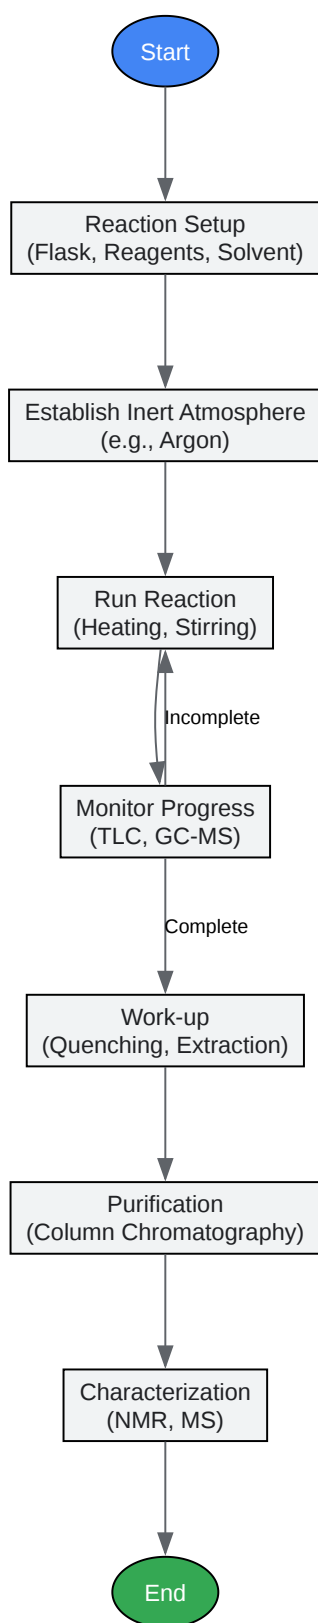 Start
Reaction Setup
(Flask, Reagents, Solvent)
Establish Inert Atmosphere
(e.g., Argon)
Run Reaction
(Heating, Stirring)
Incomplete
Monitor Progress
(TLC, GC-MS)
Complete
Work-up
(Quenching, Extraction)
Purification
(Column Chromatography)
Characterization
(NMR, MS)
End